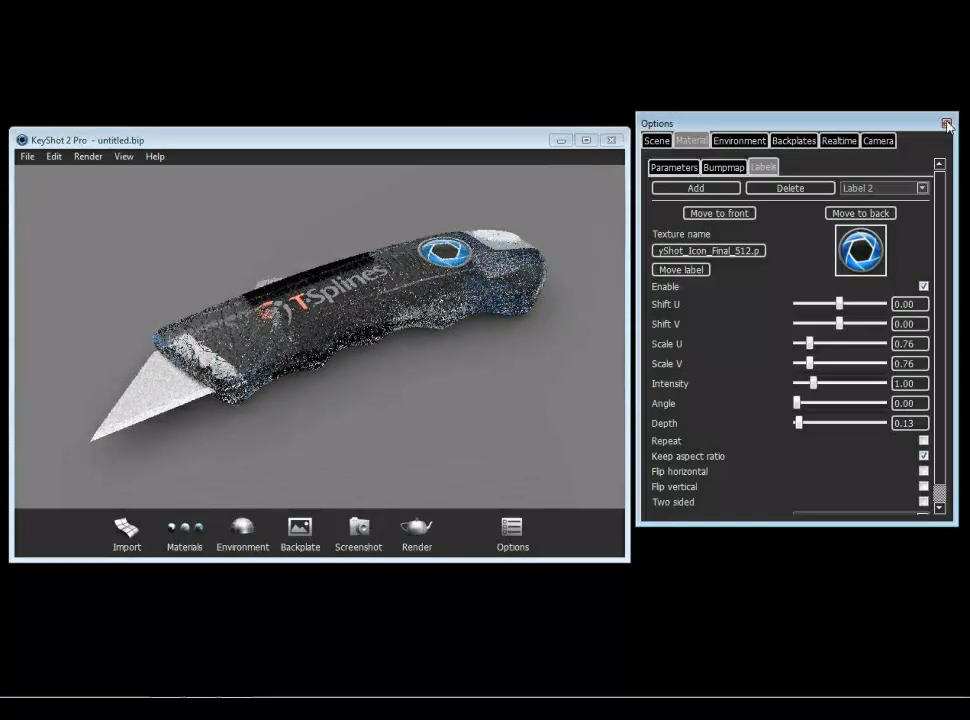 KeyShot 2 Pro - untitled.bip
File Edit Render View Help
T-Splines
Import Materials Environment Backplate Screenshot Render Options
Options
Scene Material Environment Backplates Realtime Camera
Parameters Bumpmap Labels
Add Delete Label 2
Move to front Move to back
Texture name
yShot_Icon_Final_512.p
Move label
Enable
Shift U 0.00
Shift V 0.00
Scale U 0.76
Scale V 0.76
Intensity 1.00
Angle 0.00
Depth 0.13
Repeat
Keep aspect ratio
Flip horizontal
Flip vertical
Two sided